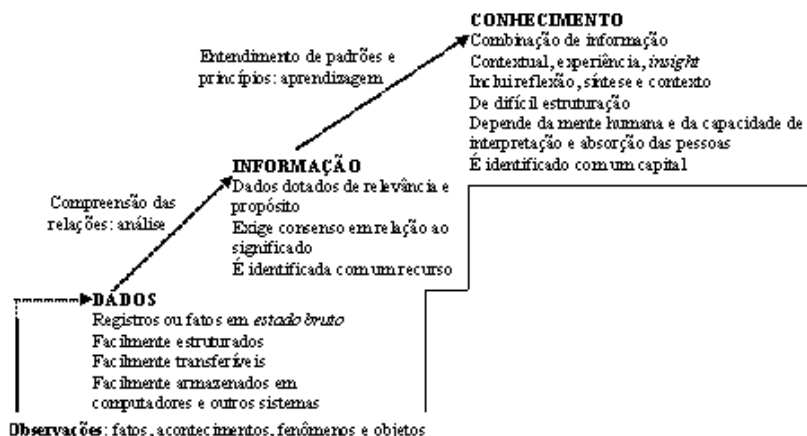 CONHECIMENTO
Combinação de informação
Contextual, experiência, insight
Inclui reflexão, síntese e contexto
De difícil estruturação
Depende da mente humana e da capacidade de
interpretação e absorção das pessoas
É identificado com um capital
Entendimento de padrões e
princípios: aprendizagem
INFORMAÇÃO
Dados dotados de relevância e
propósito
Exige consenso em relação ao
significado
É identificada com um recurso
Compreensão das
relações: análise
DADOS
Registros ou fatos em estado bruto
Facilmente estruturados
Facilmente transferíveis
Facilmente armazenados em
computadores e outros sistemas
Observações: fatos, acontecimentos, fenômenos e objetos